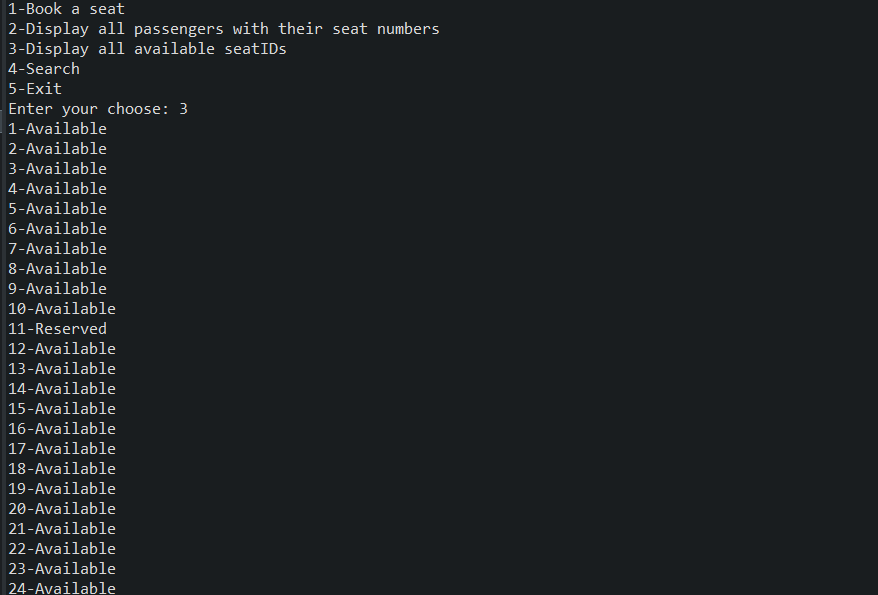 1-Book a seat
2-Display all passengers with their seat numbers
3-Display all available seatIDs
4-Search
5-Exit
Enter your choose: 3
1-Available
2-Available
3-Available
4-Available
5-Available
6-Available
7-Available
8-Available
9-Available
10-Available
11-Reserved
12-Available
13-Available
14-Available
15-Available
16-Available
17-Available
18-Available
19-Available
20-Available
21-Available
22-Available
23-Available
24-Available